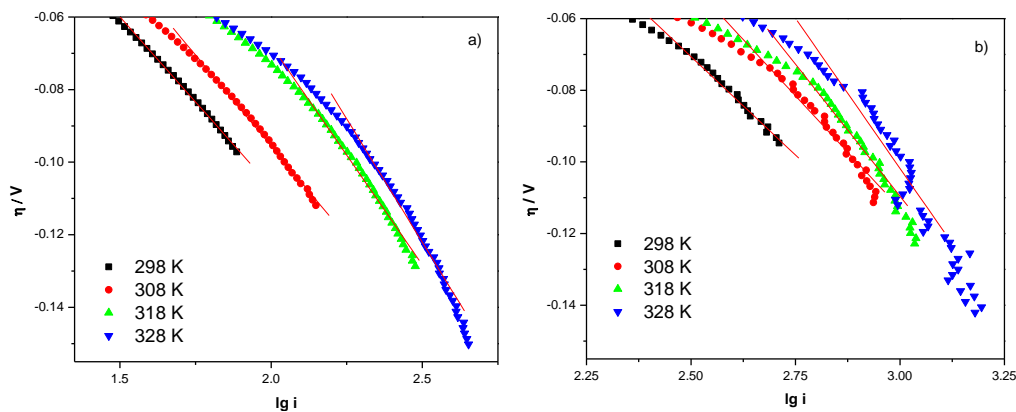 a)
-0.06
-0.08
-0.10
-0.12
-0.14
η / V
298 K
308 K
318 K
328 K
1.5
2.0
2.5
lg i
b)
-0.06
-0.08
-0.10
-0.12
-0.14
η / V
298 K
308 K
318 K
328 K
2.25
2.50
2.75
3.00
3.25
lg i